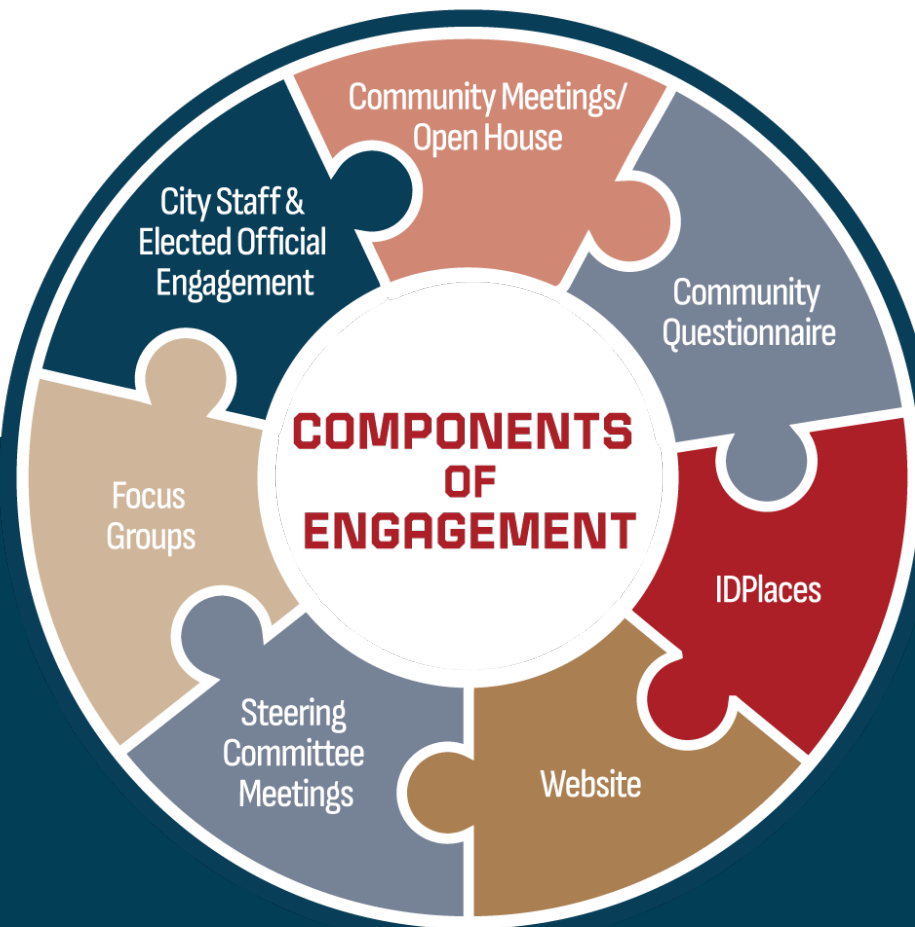 Community Meetings/
Open House
City Staff &
Elected Official
Engagement
Community
Questionnaire
COMPONENTS
OF
ENGAGEMENT
Focus
Groups
IDPlaces
Steering
Committee
Meetings
Website